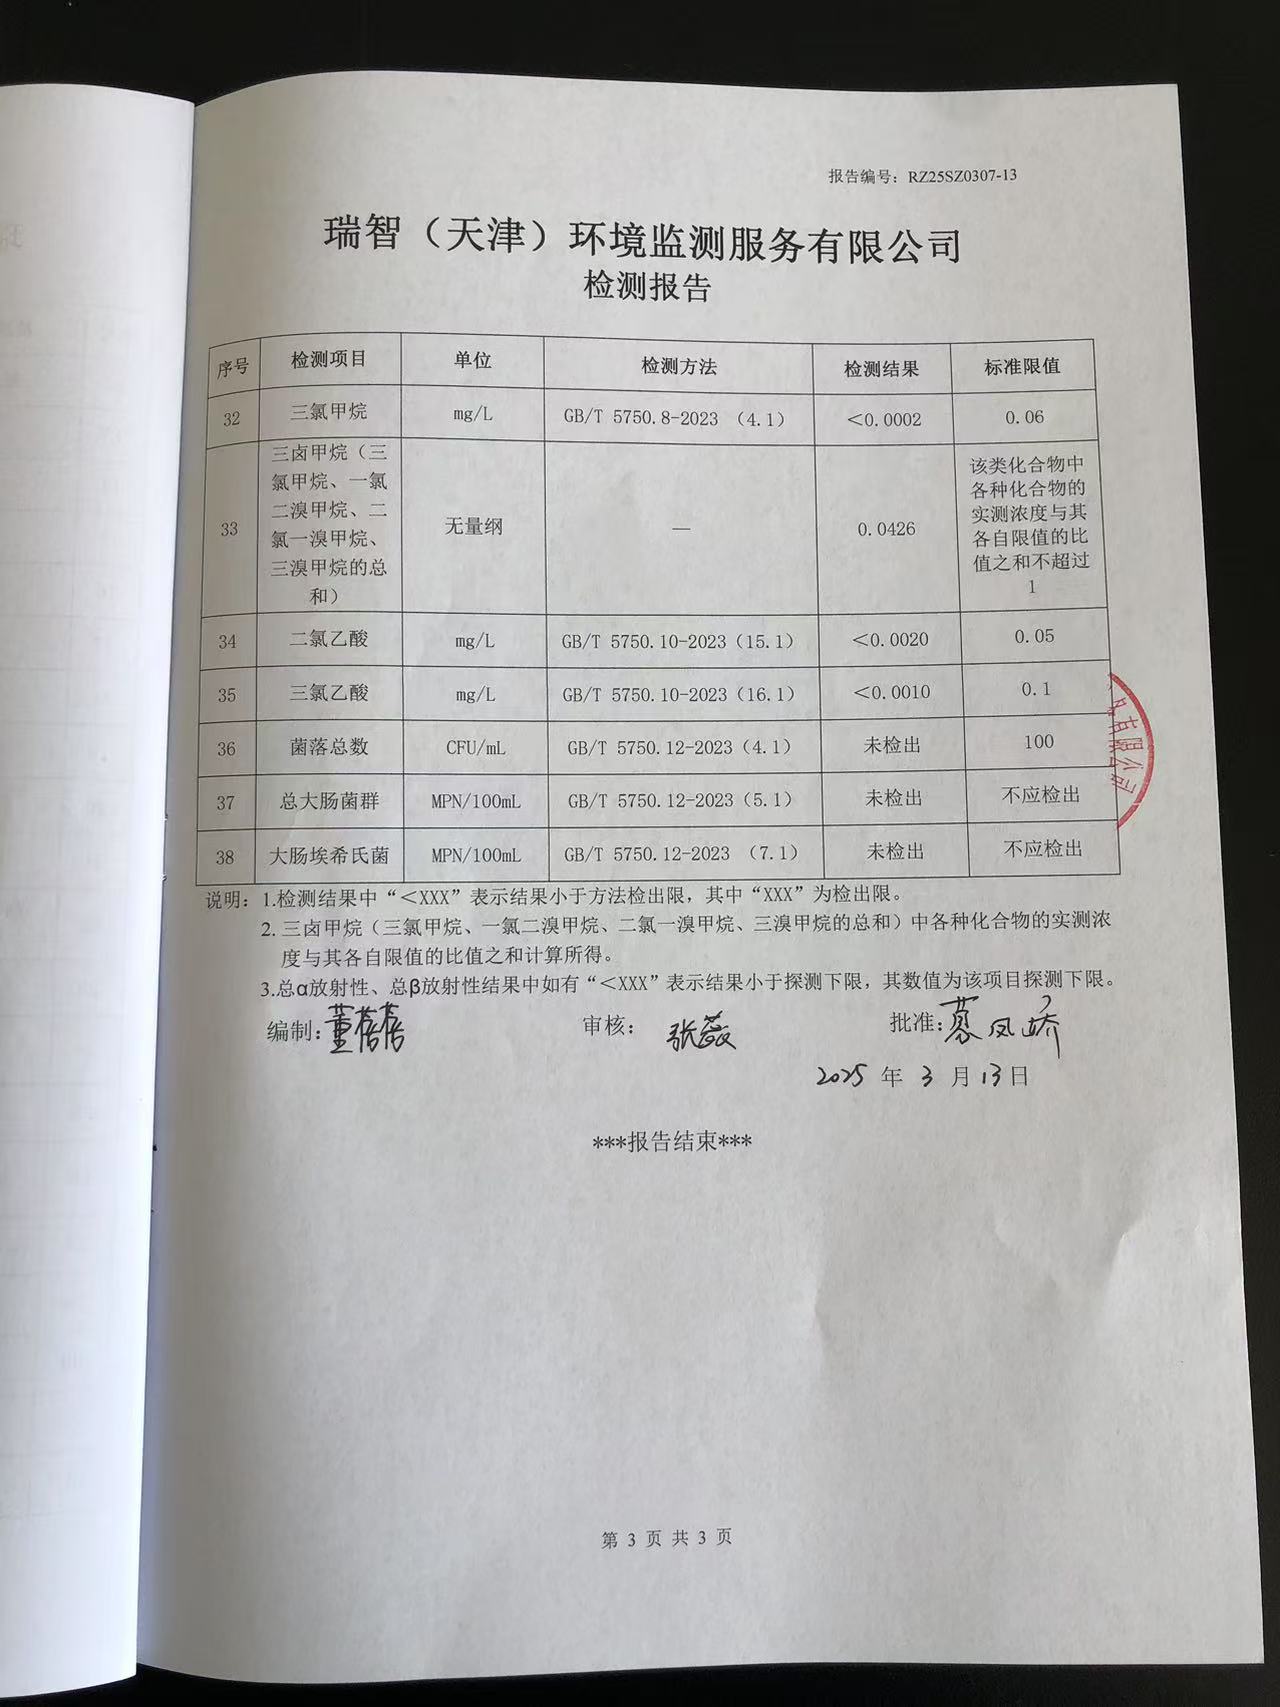 报告编号：RZ25SZ0307-13
瑞智（天津）环境监测服务有限公司
检测报告
序号 检测项目 单位 检测方法 检测结果 标准限值
32 三氯甲烷 mg/L GB/T 5750.8-2023 （4.1） ＜0.0002 0.06
33 三卤甲烷（三氯甲烷、一氯二溴甲烷、二氯一溴甲烷、三溴甲烷的总和） 无量纲 — 0.0426 该类化合物中各种化合物的实测浓度与其各自限值的比值之和不超过1
34 二氯乙酸 mg/L GB/T 5750.10-2023（15.1） ＜0.0020 0.05
35 三氯乙酸 mg/L GB/T 5750.10-2023（16.1） ＜0.0010 0.1
36 菌落总数 CFU/mL GB/T 5750.12-2023（4.1） 未检出 100
37 总大肠菌群 MPN/100mL GB/T 5750.12-2023（5.1） 未检出 不应检出
38 大肠埃希氏菌 MPN/100mL GB/T 5750.12-2023 （7.1） 未检出 不应检出
有限公司
说明：1.检测结果中“＜XXX”表示结果小于方法检出限，其中“XXX”为检出限。
2. 三卤甲烷（三氯甲烷、一氯二溴甲烷、二氯一溴甲烷、三溴甲烷的总和）中各种化合物的实测浓
度与其各自限值的比值之和计算所得。
3.总α放射性、总β放射性结果中如有“＜XXX”表示结果小于探测下限，其数值为该项目探测下限。
编制：董蓓蓓 审核： 张薇 批准：慕凤娇
2025 年 3 月 13 日
***报告结束***
第 3 页 共 3 页